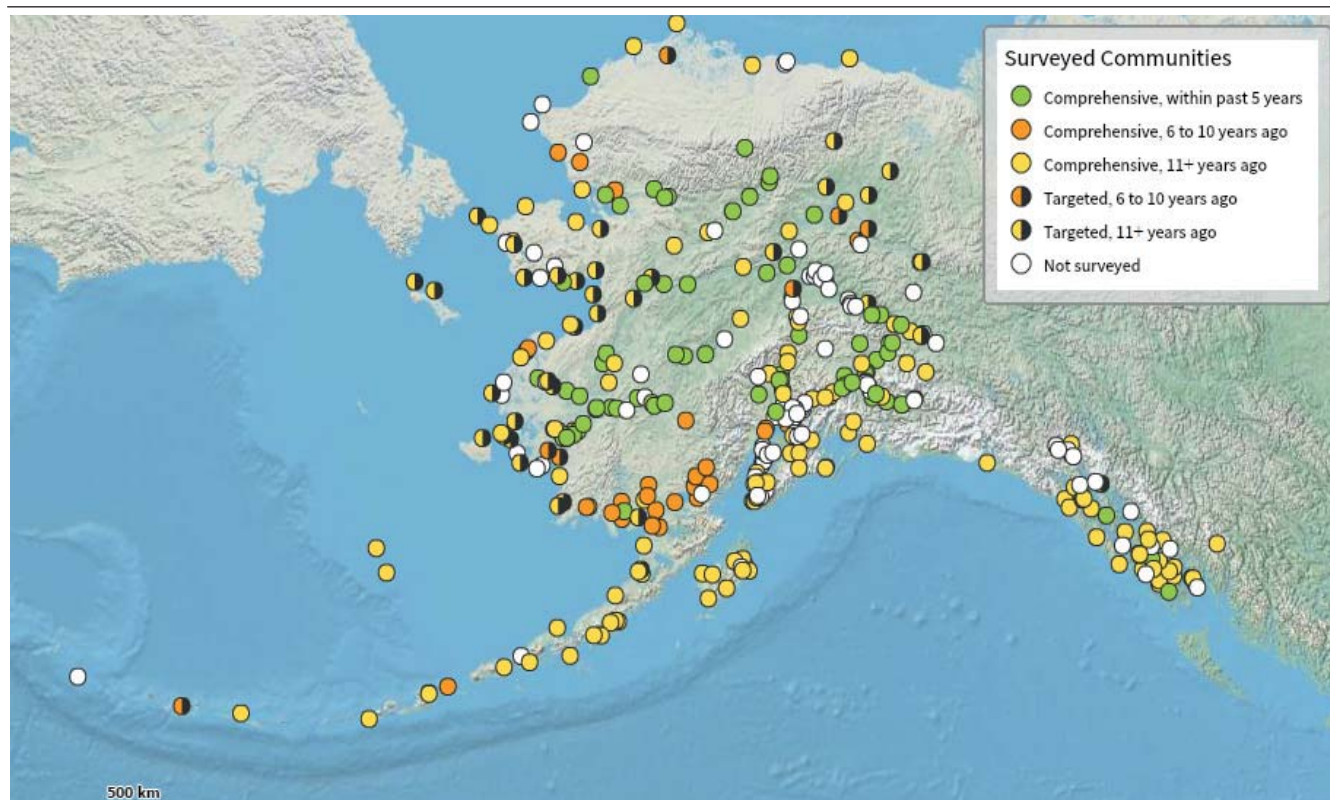 Surveyed Communities
Comprehensive, within past 5 years
Comprehensive, 6 to 10 years ago
Comprehensive, 11+ years ago
Targeted, 6 to 10 years ago
Targeted, 11+ years ago
Not surveyed
500 km